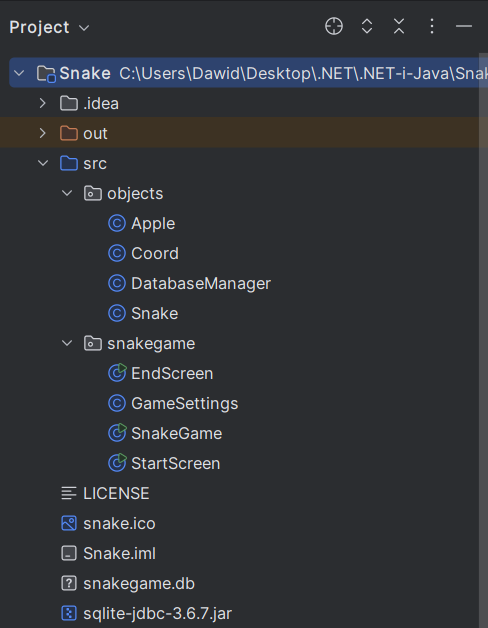 Project
Snake C:\Users\Dawid\Desktop\.NET\.NET-i-Java\Snak
.idea
out
src
objects
Apple
Coord
DatabaseManager
Snake
snakegame
EndScreen
GameSettings
SnakeGame
StartScreen
LICENSE
snake.ico
Snake.iml
snakegame.db
sqlite-jdbc-3.6.7.jar